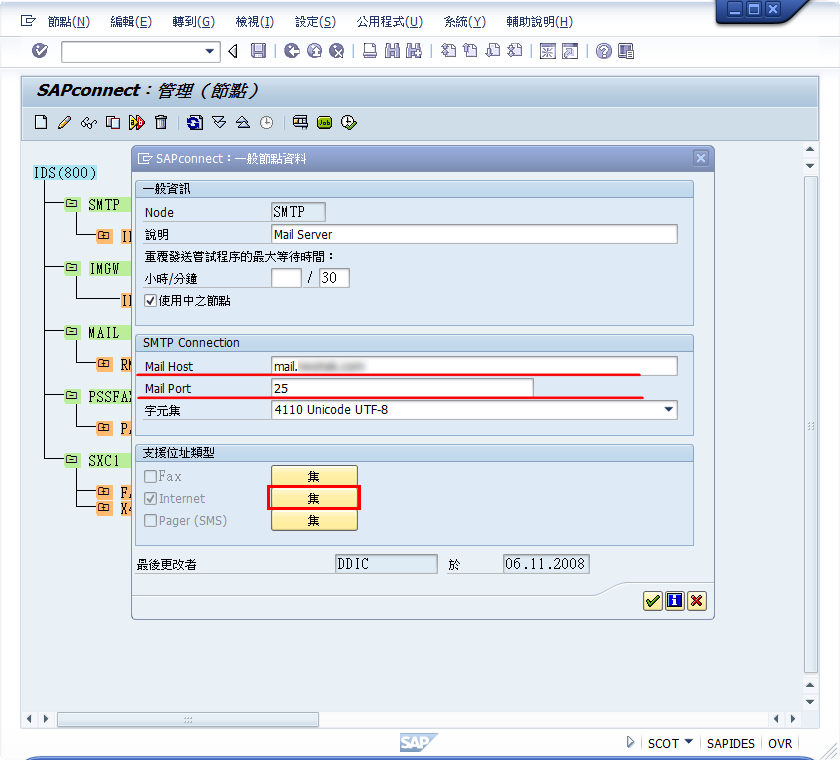 節點(N) 編輯(E) 轉到(G) 檢視(I) 設定(S) 公用程式(U) 系統(Y) 輔助說明(H)
SAPconnect：管理（節點）
Job
IDS(800)
SMTP
IMGW
MAIL
PSSFAX
SXC1
SAPconnect：一般節點資料
一般資訊
Node SMTP
說明 Mail Server
重覆發送嘗試程序的最大等待時間：
小時/分鐘 / 30
使用中之節點
SMTP Connection
Mail Host mail.
Mail Port 25
字元集 4110 Unicode UTF-8
支援位址類型
Fax 集
Internet 集
Pager (SMS) 集
最後更改者 DDIC 於 06.11.2008
SAP
SCOT SAPIDES OVR